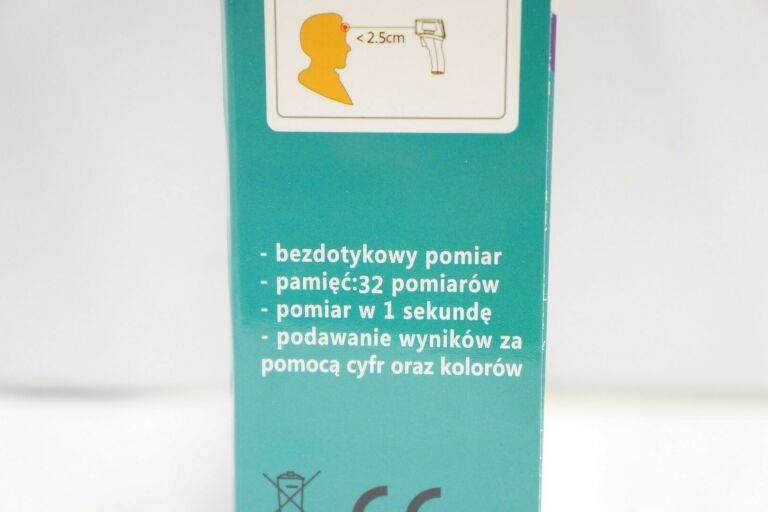 < 2.5cm
- bezdotykowy pomiar
- pamięć:32 pomiarów
- pomiar w 1 sekundę
- podawanie wyników za
pomocą cyfr oraz kolorów
CE